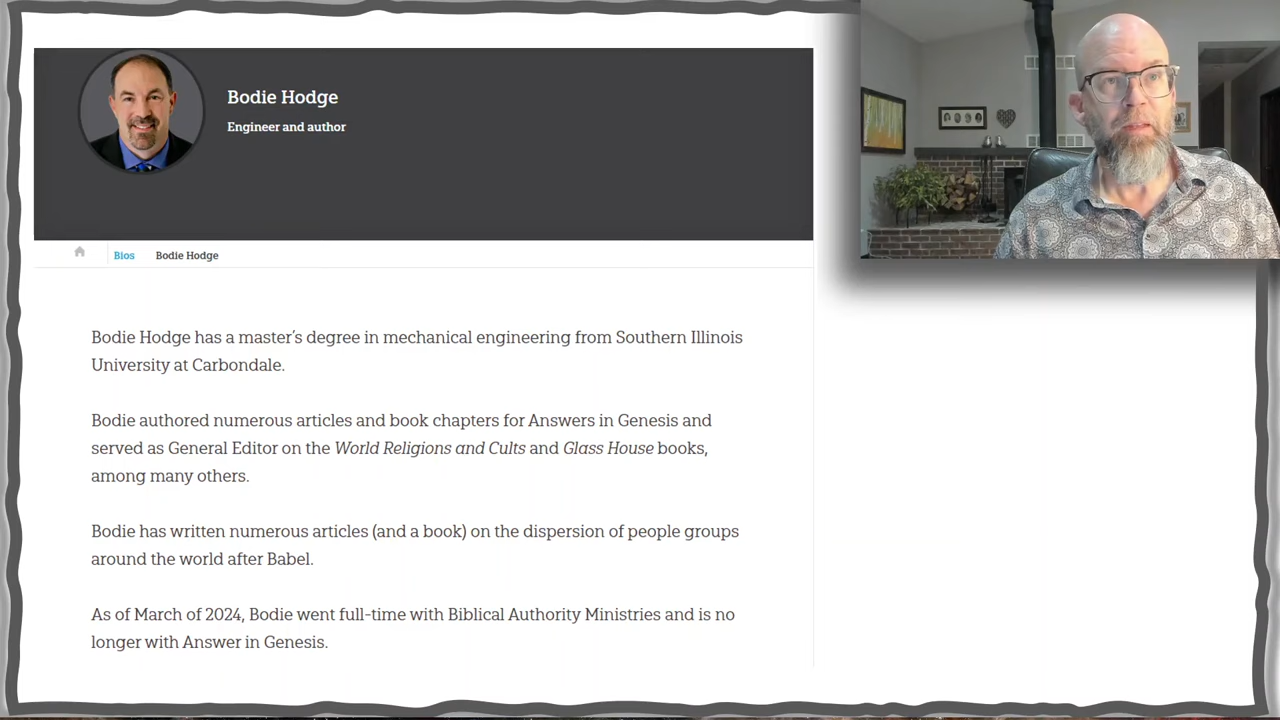 Bodie Hodge
Engineer and author
Bios
Bodie Hodge
Bodie Hodge has a master’s degree in mechanical engineering from Southern Illinois
University at Carbondale.
Bodie authored numerous articles and book chapters for Answers in Genesis and
served as General Editor on the World Religions and Cults and Glass House books,
among many others.
Bodie has written numerous articles (and a book) on the dispersion of people groups
around the world after Babel.
As of March of 2024, Bodie went full-time with Biblical Authority Ministries and is no
longer with Answer in Genesis.